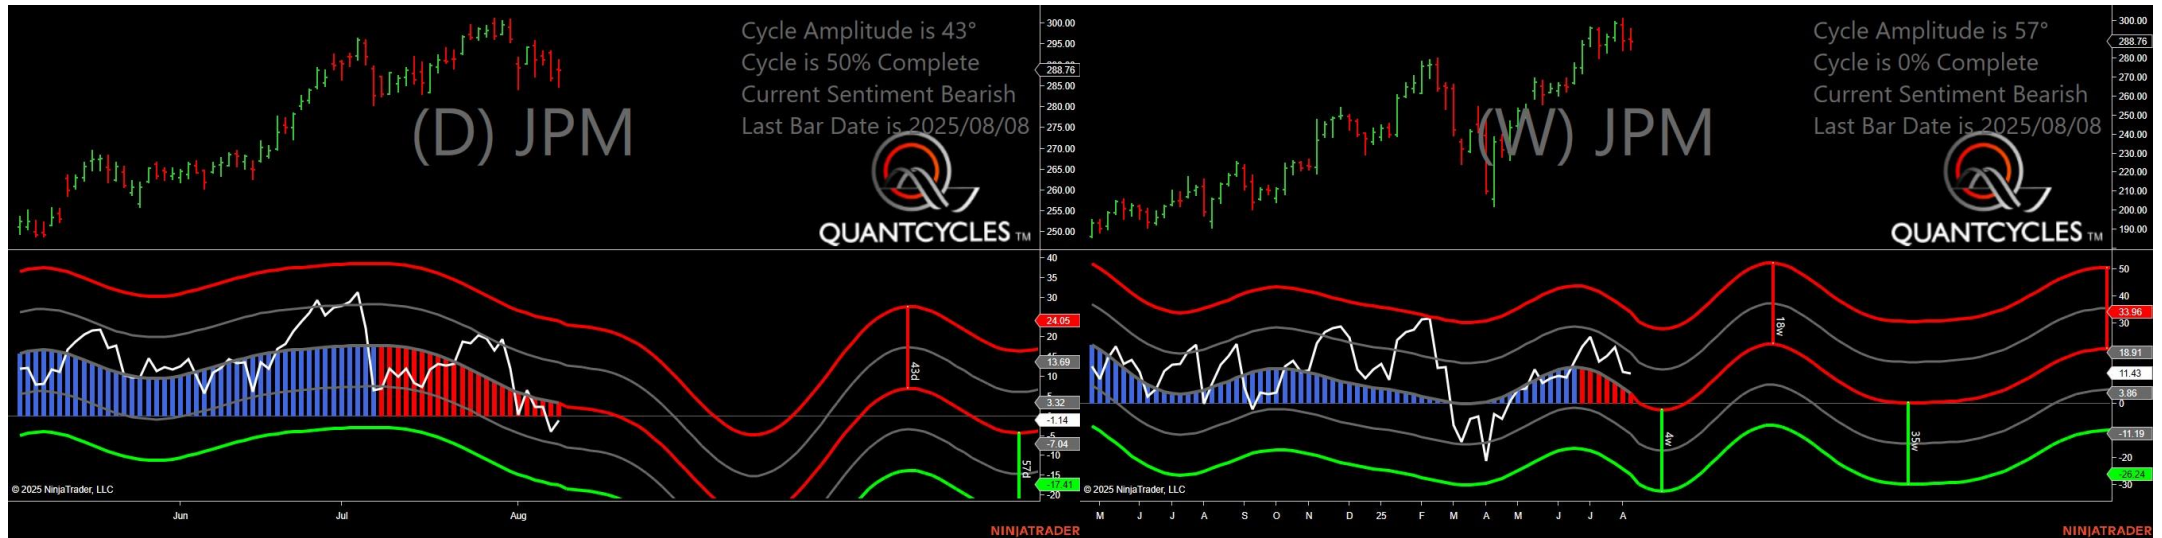 Cycle Amplitude is 43°
Cycle is 50% Complete
Current Sentiment Bearish
Last Bar Date is 2025/08/08
(D) JPM
QUANTCYCLES TM
300.00
295.00
288.76
285.00
280.00
275.00
270.00
265.00
260.00
255.00
250.00
40
35
30
24.05
20
13.69
10
3.32
-1.14
-5
-7.04
-10
-15
-17.41
-20
43d
57d
© 2025 NinjaTrader, LLC
Jun Jul Aug
NINJATRADER
Cycle Amplitude is 57°
Cycle is 0% Complete
Current Sentiment Bearish
Last Bar Date is 2025/08/08
(W) JPM
QUANTCYCLES TM
300.00
288.76
280.00
270.00
260.00
250.00
240.00
230.00
220.00
210.00
200.00
190.00
50
40
33.96
30
18.91
11.43
3.86
0
-11.19
-20
-26.24
-30
18w
4w
35w
© 2025 NinjaTrader, LLC
M J J A S O N D 25 F M A M J J A
NINJATRADER